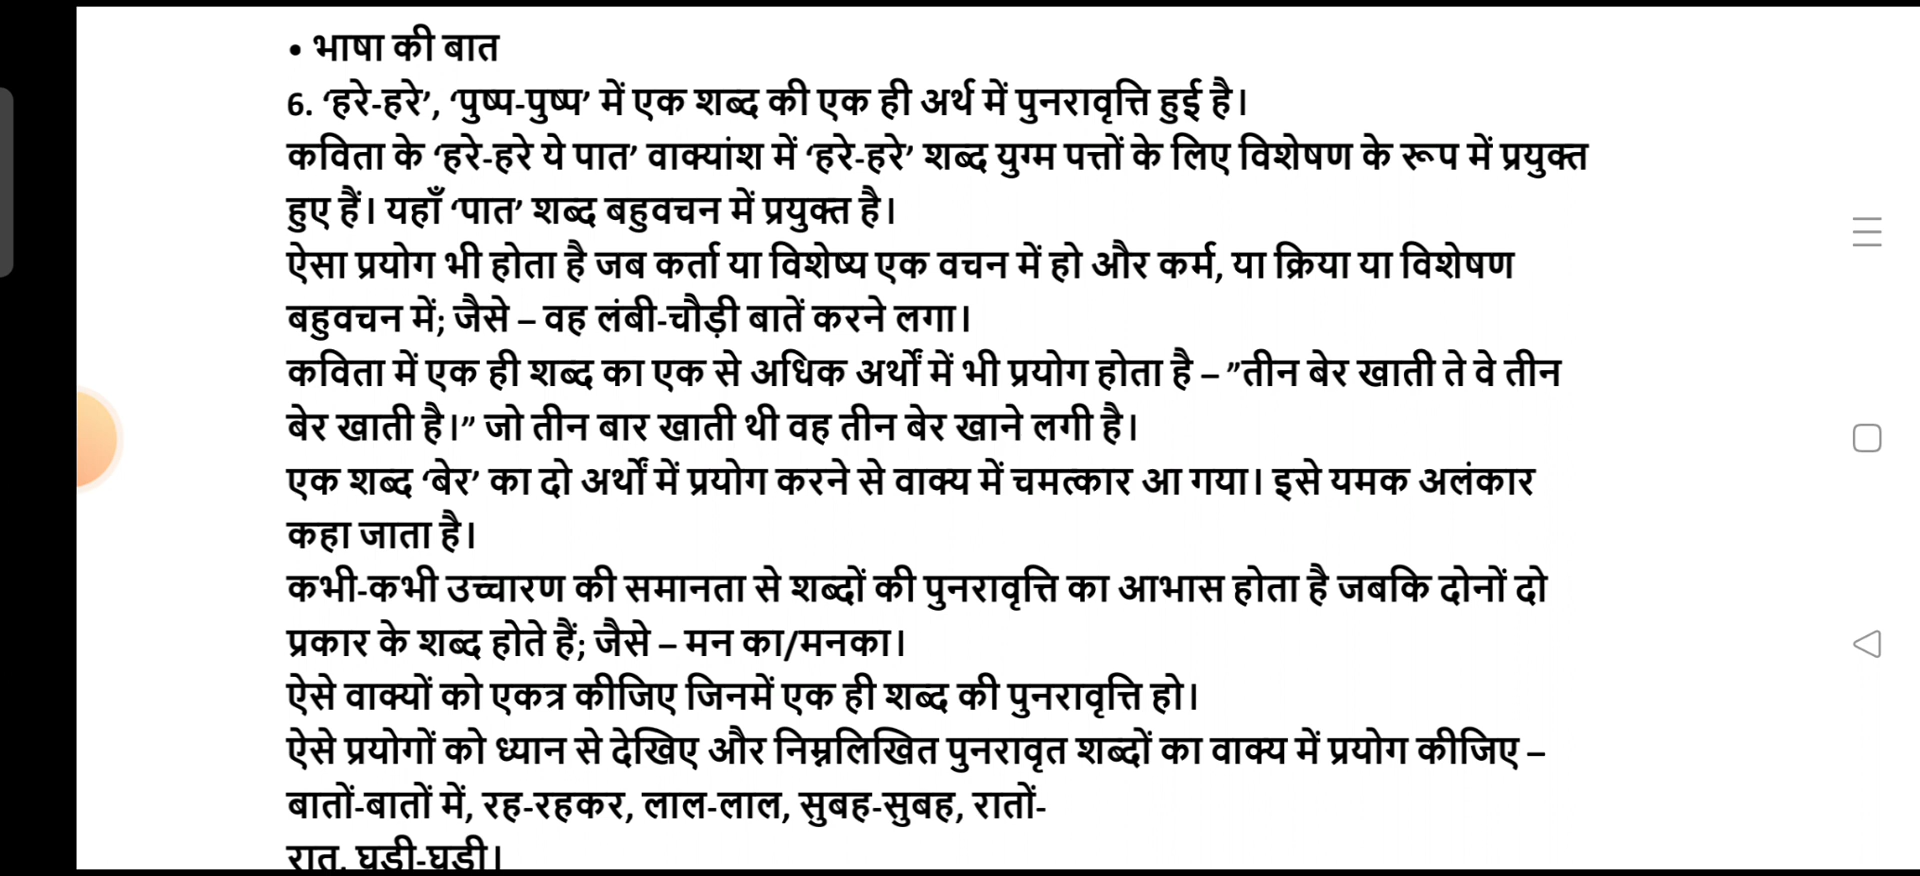 • भाषा की बात
6. ‘हरे-हरे’, ‘पुष्प-पुष्प’ में एक शब्द की एक ही अर्थ में पुनरावृत्ति हुई है।
कविता के ‘हरे-हरे ये पात’ वाक्यांश में ‘हरे-हरे’ शब्द युग्म पत्तों के लिए विशेषण के रूप में प्रयुक्त
हुए हैं। यहाँ ‘पात’ शब्द बहुवचन में प्रयुक्त है।
ऐसा प्रयोग भी होता है जब कर्ता या विशेष्य एक वचन में हो और कर्म, या क्रिया या विशेषण
बहुवचन में; जैसे – वह लंबी-चौड़ी बातें करने लगा।
कविता में एक ही शब्द का एक से अधिक अर्थों में भी प्रयोग होता है – ”तीन बेर खाती ते वे तीन
बेर खाती है।” जो तीन बार खाती थी वह तीन बेर खाने लगी है।
एक शब्द ‘बेर’ का दो अर्थों में प्रयोग करने से वाक्य में चमत्कार आ गया। इसे यमक अलंकार
कहा जाता है।
कभी-कभी उच्चारण की समानता से शब्दों की पुनरावृत्ति का आभास होता है जबकि दोनों दो
प्रकार के शब्द होते हैं; जैसे – मन का/मनका।
ऐसे वाक्यों को एकत्र कीजिए जिनमें एक ही शब्द की पुनरावृत्ति हो।
ऐसे प्रयोगों को ध्यान से देखिए और निम्नलिखित पुनरावृत शब्दों का वाक्य में प्रयोग कीजिए –
बातों-बातों में, रह-रहकर, लाल-लाल, सुबह-सुबह, रातों-
रात, घड़ी-घड़ी।